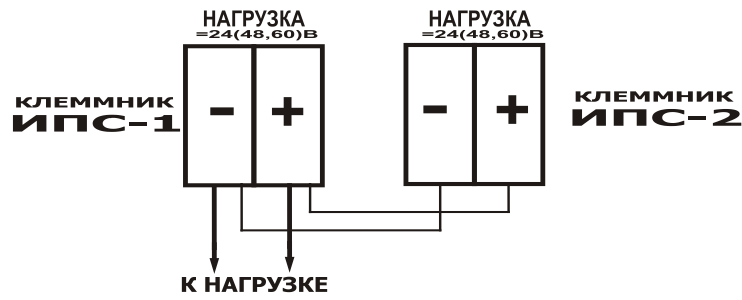 НАГРУЗКА
=24(48,60)В
НАГРУЗКА
=24(48,60)В
КЛЕММНИК
ИПС-1
- +
- +
КЛЕММНИК
ИПС-2
К НАГРУЗКЕ